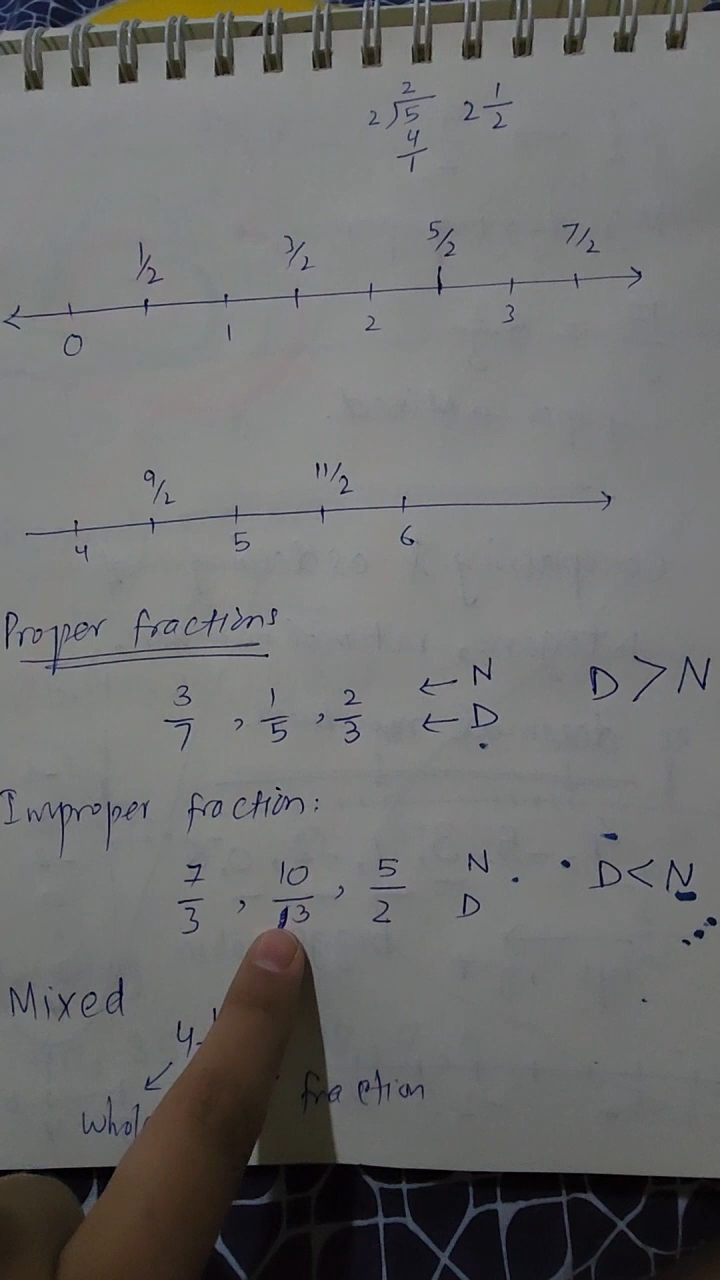 2
2)5 2 1/2
4
1
1/2 3/2 5/2 7/2
0 1 2 3
9/2 11/2
4 5 6
Proper fractions
3/7 , 1/5 , 2/3 ← N ← D D > N
Improper fraction:
7/3 , 10/13 , 5/2 N D D < N
Mixed
4
fraction